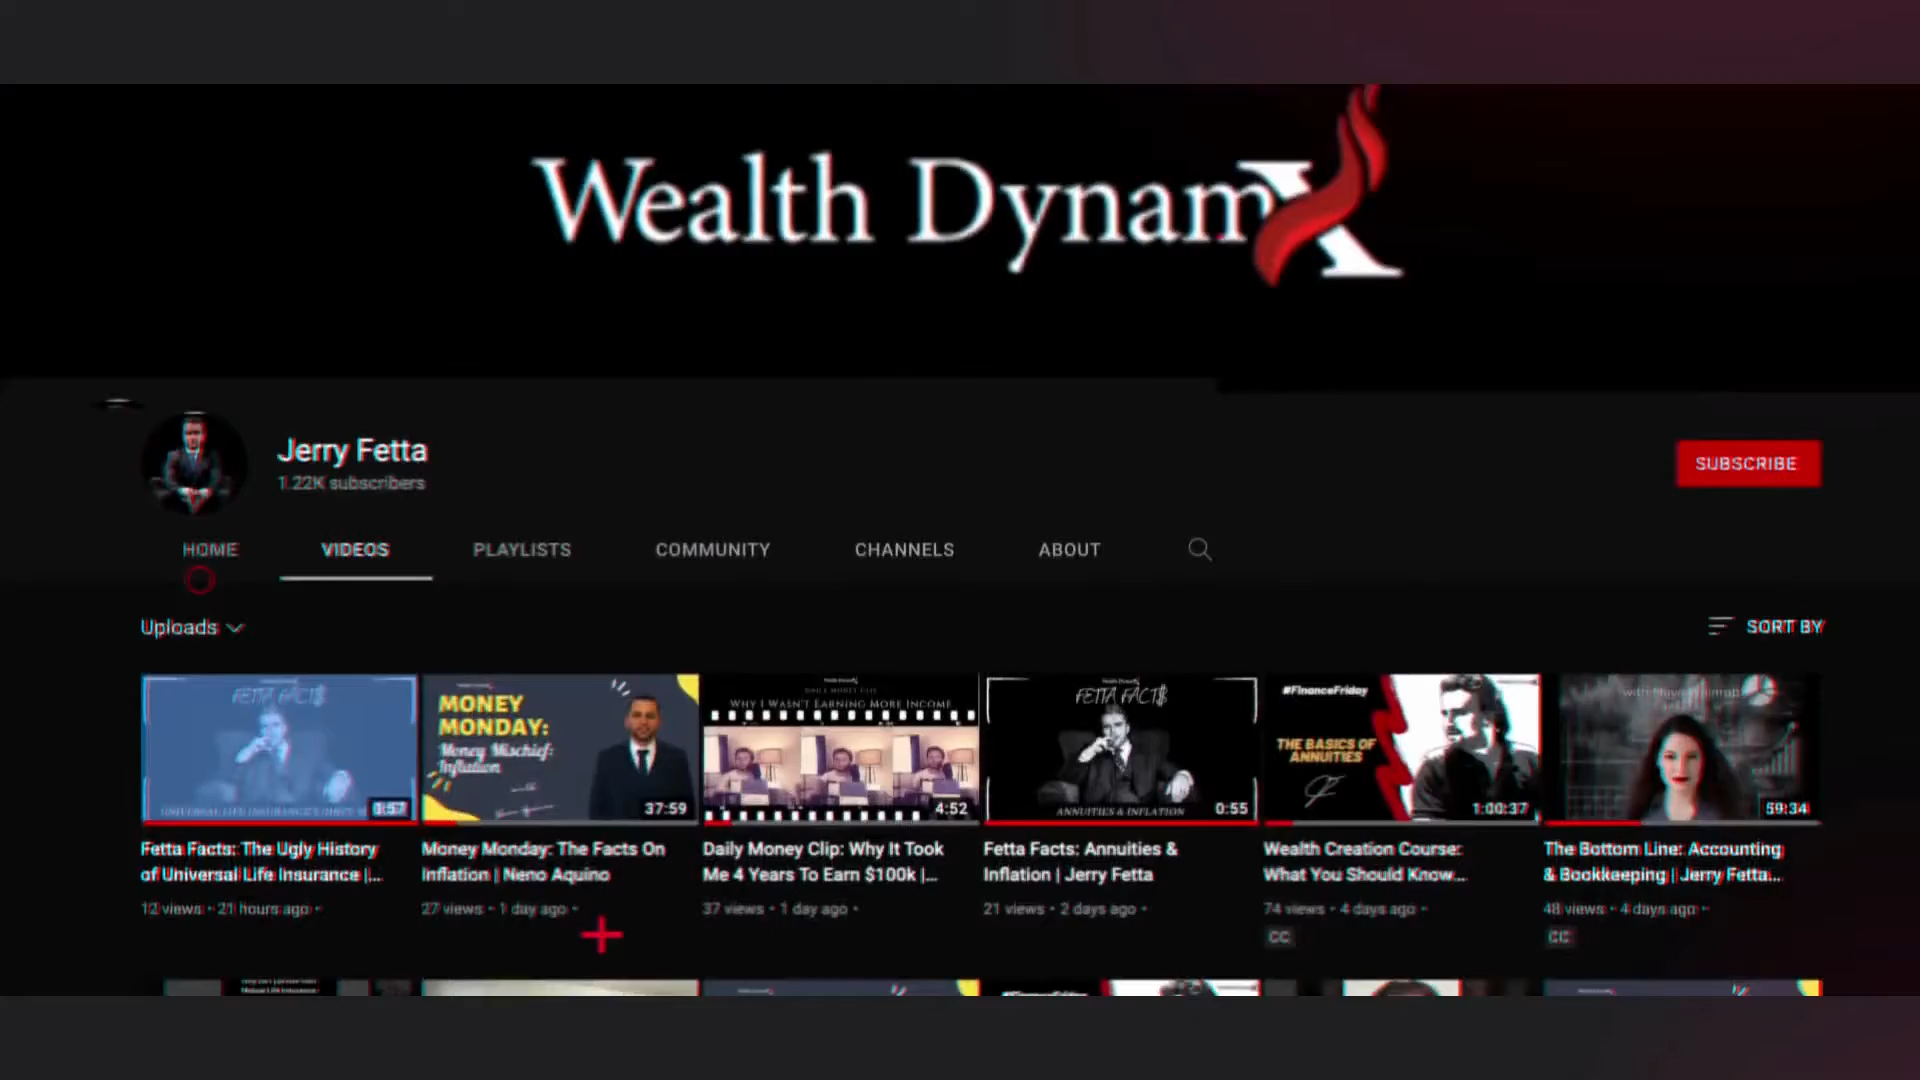 Wealth DynamX
Jerry Fetta
1.22K subscribers
SUBSCRIBE
HOME VIDEOS PLAYLISTS COMMUNITY CHANNELS ABOUT
Uploads SORT BY
FETTA FACT$
UNIVERSAL LIFE INSURANCE'S
MONEY
MONDAY:
Money Mischief:
Inflation
37:59
DAILY MONEY CLIP
WHY I WASN'T EARNING MORE INCOME
4:52
FETTA FACT$
ANNUITIES & INFLATION
0:55
#FinanceFriday
THE BASICS OF
ANNUITIES
1:00:37
59:34
Fetta Facts: The Ugly History
of Universal Life Insurance |...
12 views • 21 hours ago •
Money Monday: The Facts On
Inflation | Neno Aquino
27 views • 1 day ago •
Daily Money Clip: Why It Took
Me 4 Years To Earn $100k |...
37 views • 1 day ago •
Fetta Facts: Annuities &
Inflation | Jerry Fetta
21 views • 2 days ago •
Wealth Creation Course:
What You Should Know...
74 views • 4 days ago •
CC
The Bottom Line: Accounting
& Bookkeeping | Jerry Fetta...
48 views • 4 days ago •
CC